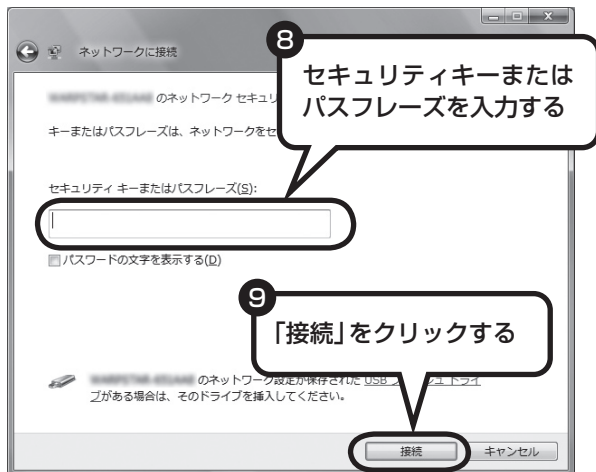 ネットワークに接続
8
セキュリティキーまたは
パスフレーズを入力する
のネットワーク セキュリ
キーまたはパスフレーズは、ネットワークをセ
セキュリティ キーまたはパスフレーズ(S):
パスワードの文字を表示する(D)
9
「接続」をクリックする
のネットワーク設定が保存された USB
ブがある場合は、そのドライブを挿入してください。
接続
キャンセル